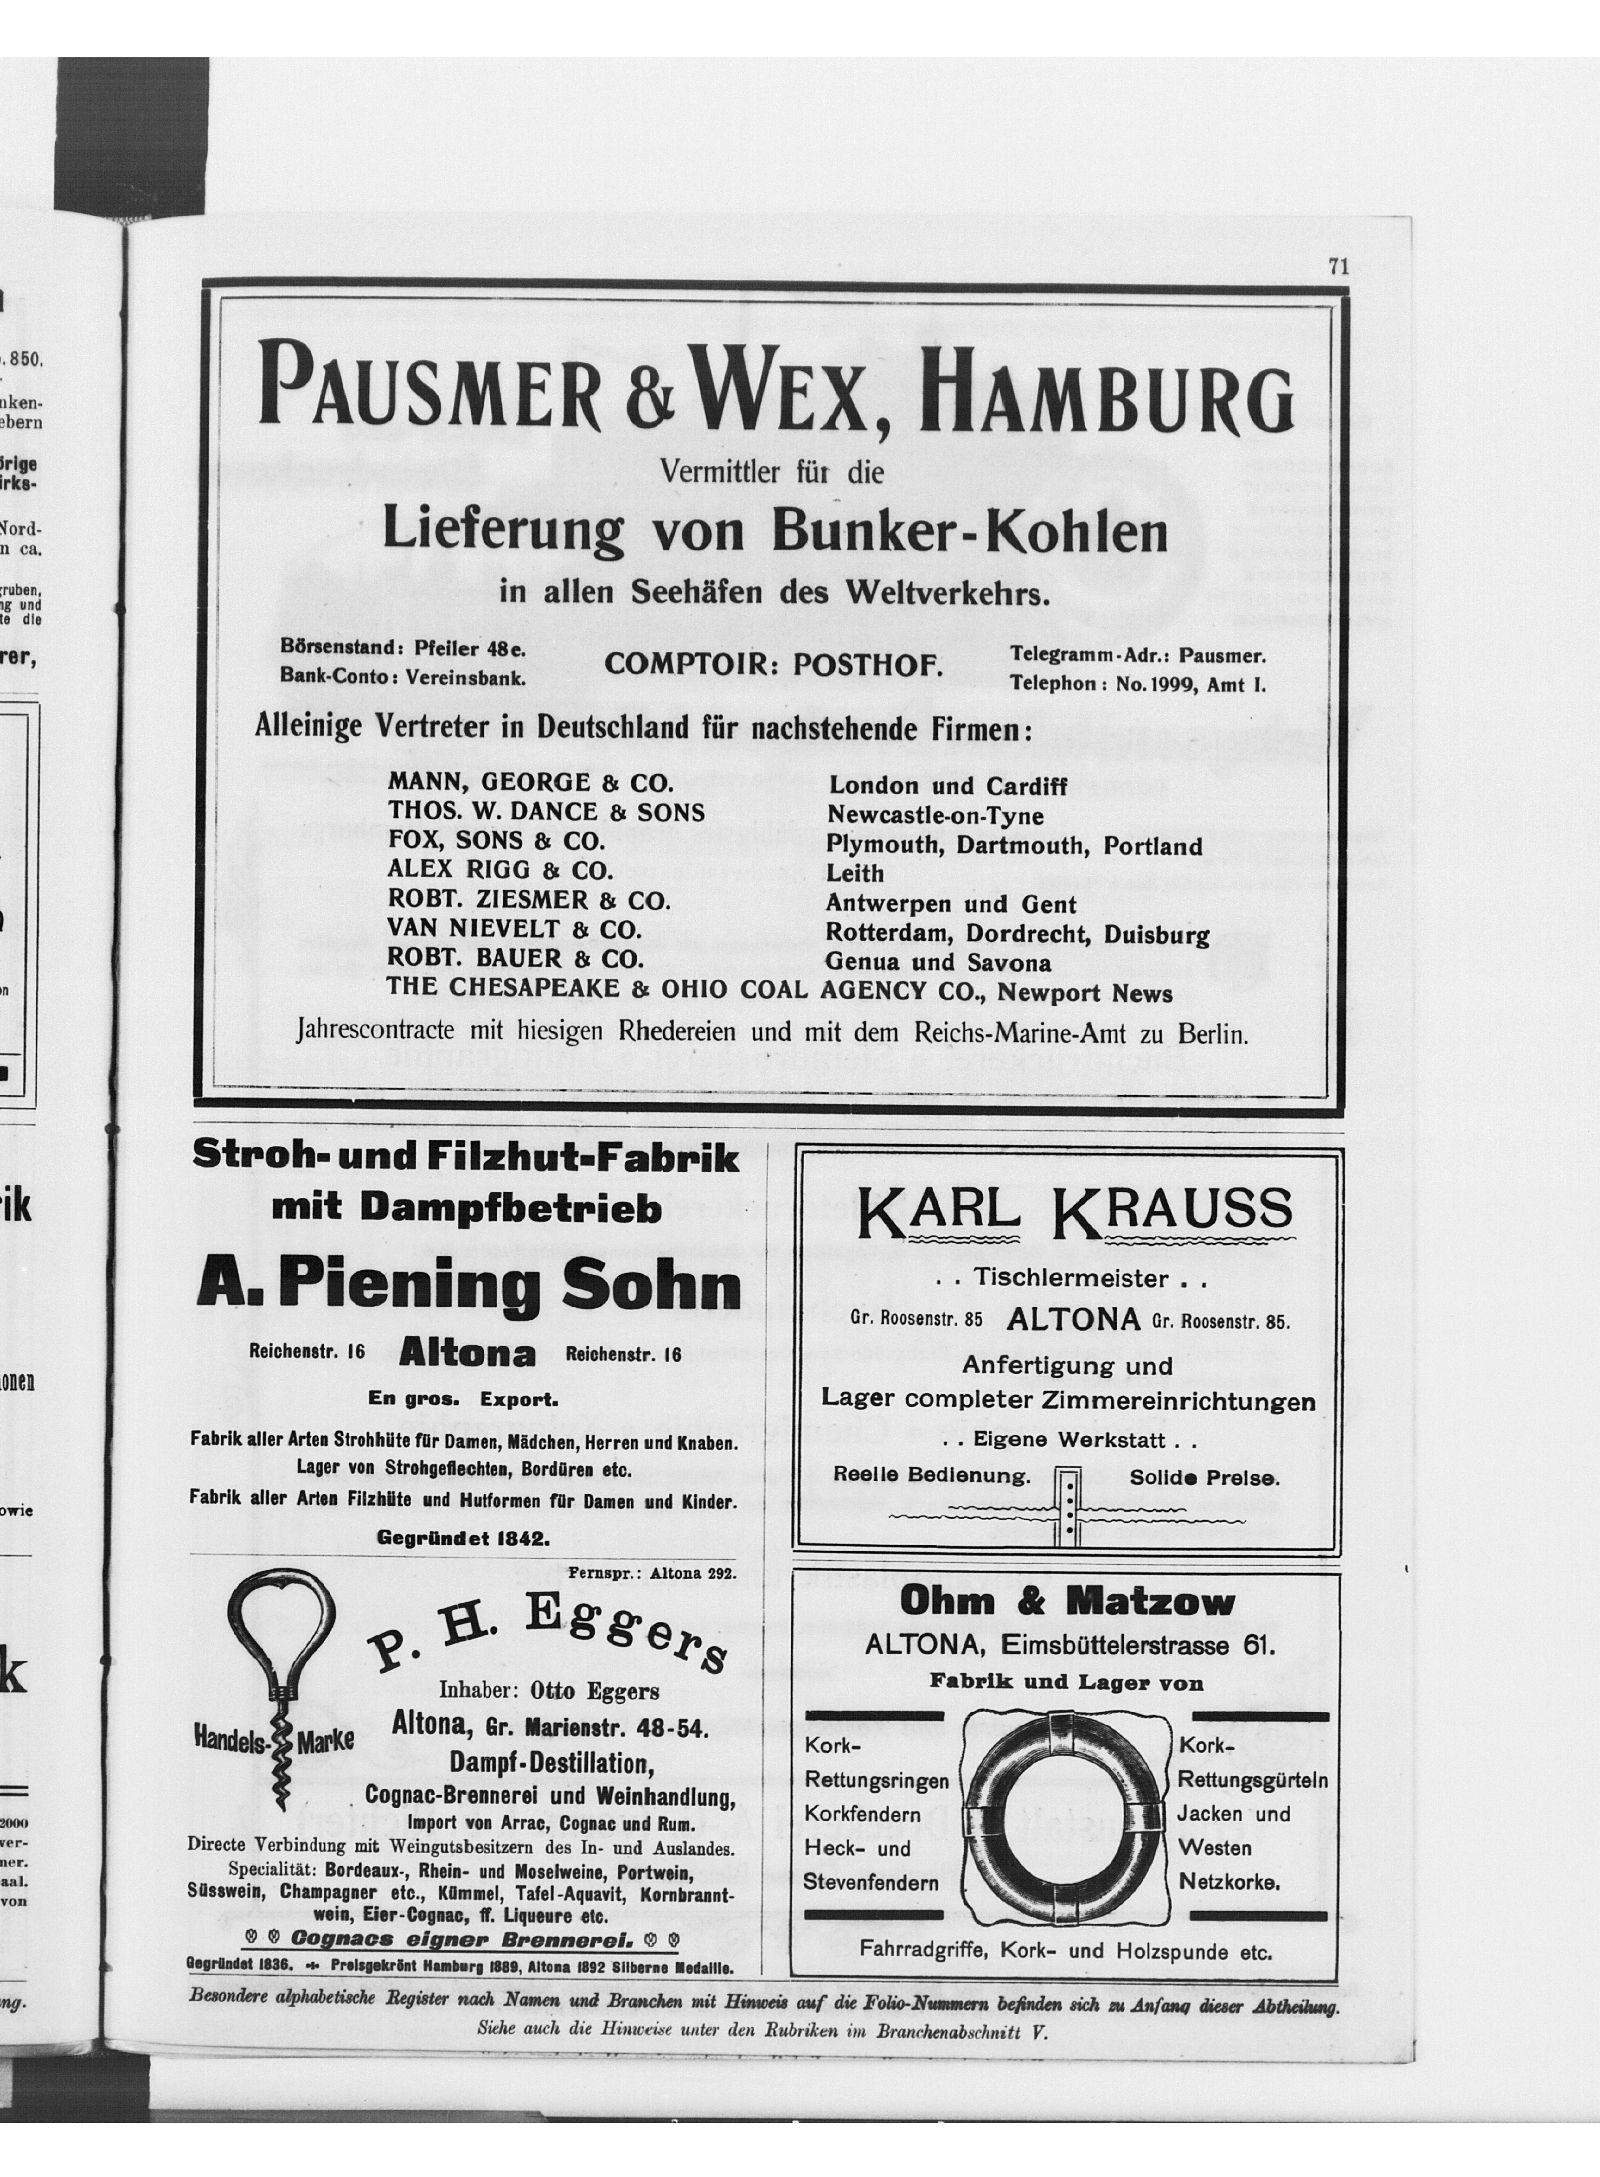 71
PAUSMER & WEX, HAMBURG
Vermittler für die
Lieferung von Bunker-Kohlen
in allen Seehäfen des Weltverkehrs.
Börsenstand: Pfeiler 48e.
Bank-Conto: Vereinsbank.
COMPTOIR: POSTHOF.
Telegramm-Adr.: Pausmer.
Telephon: No. 1999, Amt I.
Alleinige Vertreter in Deutschland für nachstehende Firmen:
MANN, GEORGE & CO. London und Cardiff
THOS. W. DANCE & SONS Newcastle-on-Tyne
FOX, SONS & CO. Plymouth, Dartmouth, Portland
ALEX RIGG & CO. Leith
ROBT. ZIESMER & CO. Antwerpen und Gent
VAN NIEVELT & CO. Rotterdam, Dordrecht, Duisburg
ROBT. BAUER & CO. Genua und Savona
THE CHESAPEAKE & OHIO COAL AGENCY CO., Newport News
Jahrescontracte mit hiesigen Rhedereien und mit dem Reichs-Marine-Amt zu Berlin.
Stroh- und Filzhut-Fabrik
mit Dampfbetrieb
A. Piening Sohn
Reichenstr. 16 Altona Reichenstr. 16
En gros. Export.
Fabrik aller Arten Strohhüte für Damen, Mädchen, Herren und Knaben.
Lager von Strohgeflechten, Bordüren etc.
Fabrik aller Arten Filzhüte und Hutformen für Damen und Kinder.
Gegründet 1842.
KARL KRAUSS
. . Tischlermeister . .
Gr. Roosenstr. 85 ALTONA Gr. Roosenstr. 85.
Anfertigung und
Lager completer Zimmereinrichtungen
. . Eigene Werkstatt . .
Reelle Bedienung. Solide Preise.
Fernspr.: Altona 292.
P. H. Eggers
Inhaber: Otto Eggers
Handels-Marke
Altona, Gr. Marienstr. 48-54.
Dampf-Destillation,
Cognac-Brennerei und Weinhandlung,
Import von Arrac, Cognac und Rum.
Directe Verbindung mit Weingutsbesitzern des In- und Auslandes.
Specialität: Bordeaux-, Rhein- und Moselweine, Portwein,
Süsswein, Champagner etc., Kümmel, Tafel-Aquavit, Kornbrannt-
wein, Eier-Cognac, ff. Liqueure etc.
Cognacs eigner Brennerei.
Gegründet 1836. Preisgekrönt Hamburg 1889, Altona 1892 Silberne Medaille.
Ohm & Matzow
ALTONA, Eimsbüttelerstrasse 61.
Fabrik und Lager von
Kork-
Rettungsringen
Korkfendern
Heck- und
Stevenfendern
Kork-
Rettungsgürteln
Jacken und
Westen
Netzkorke.
Fahrradgriffe, Kork- und Holzspunde etc.
Besondere alphabetische Register nach Namen und Branchen mit Hinweis auf die Folio-Nummern befinden sich zu Anfang dieser Abtheilung.
Siehe auch die Hinweise unter den Rubriken im Branchenabschnitt V.